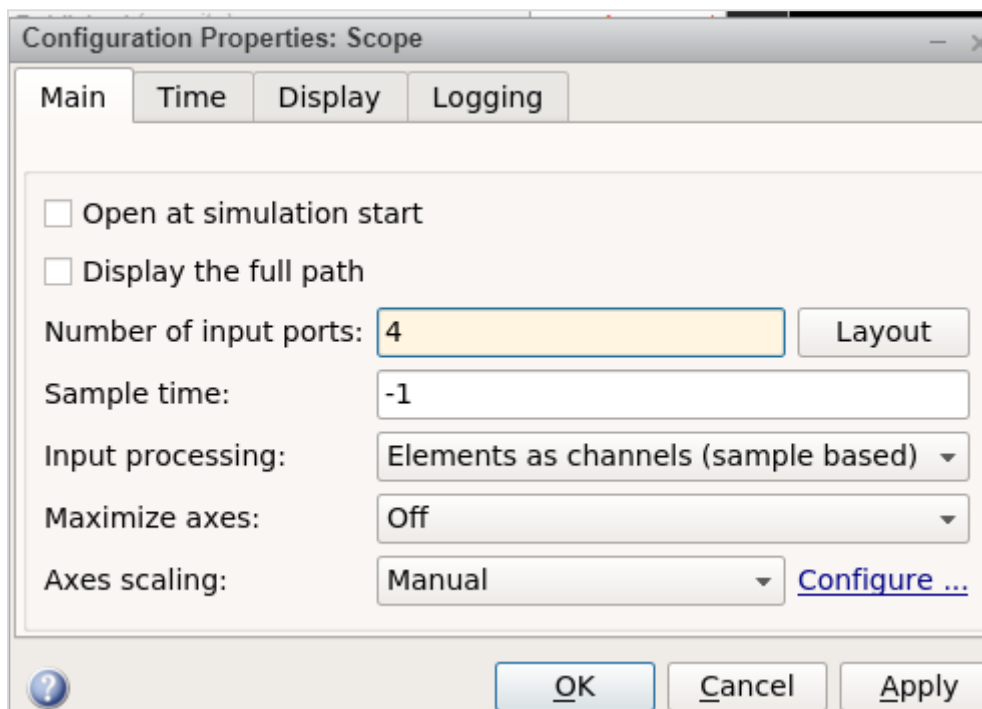 Configuration Properties: Scope
Main Time Display Logging
Open at simulation start
Display the full path
Number of input ports: 4 Layout
Sample time: -1
Input processing: Elements as channels (sample based)
Maximize axes: Off
Axes scaling: Manual Configure ...
? OK Cancel Apply